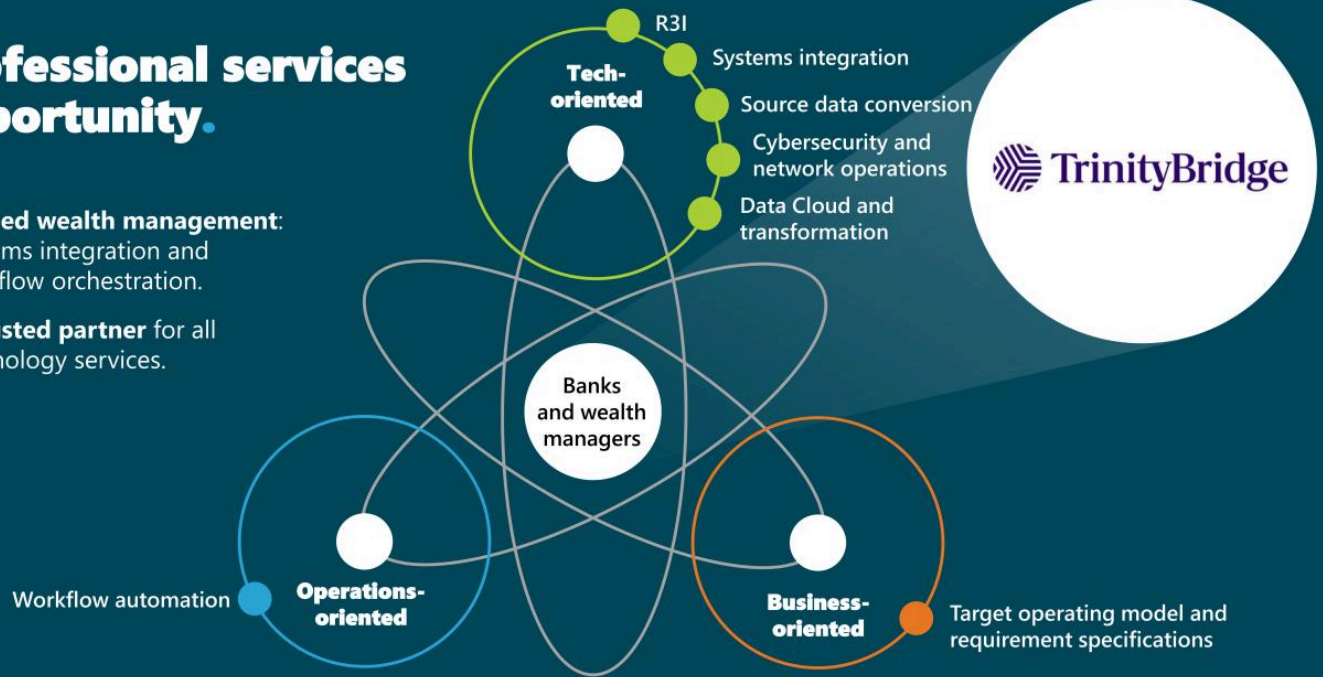 ofessional services
portunity.
ed wealth management:
ms integration and
flow orchestration.
sted partner for all
nology services.
R3I
Tech-
oriented
Systems integration
Source data conversion
Cybersecurity and
network operations
Data Cloud and
transformation
TrinityBridge
Banks
and wealth
managers
Workflow automation
Operations-
oriented
Business-
oriented
Target operating model and
requirement specifications